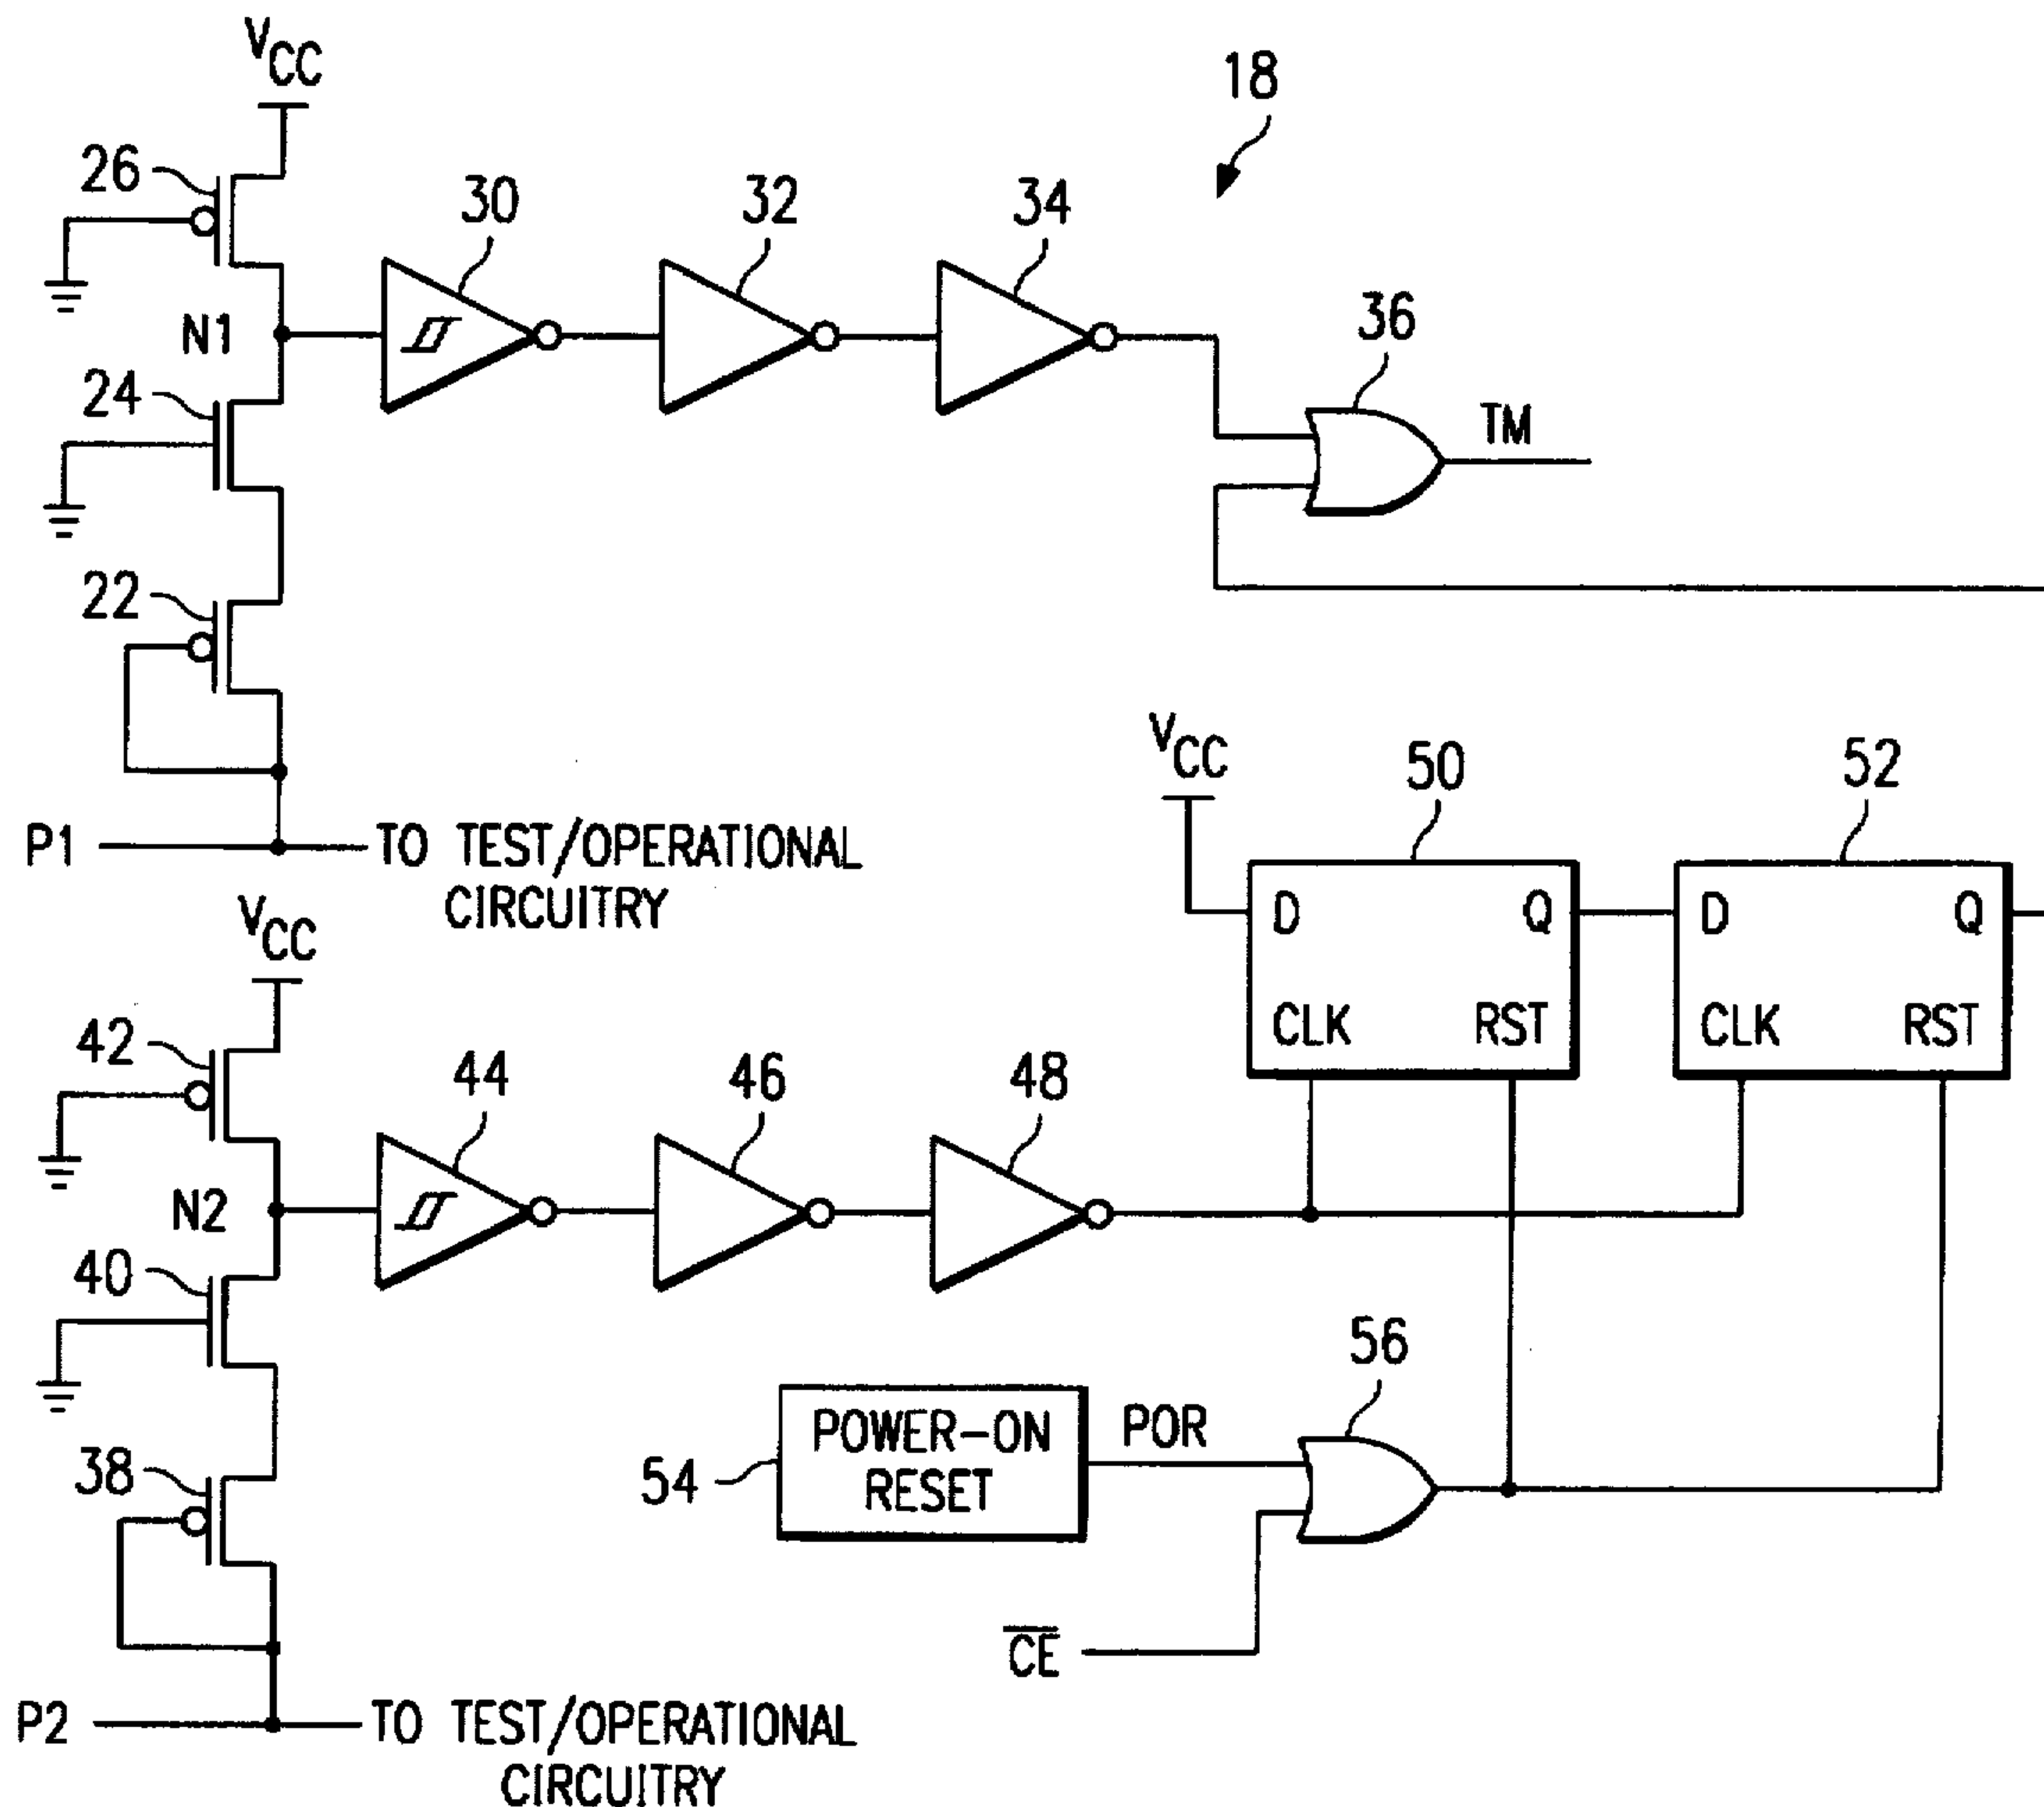 VCC
18
26
30
32
34
N1
36
24
TM
22
VCC
50
52
P1
TO TEST/OPERATIONAL
CIRCUITRY
D
Q
D
Q
VCC
CLK
RST
CLK
RST
42
44
46
48
N2
40
56
POWER-ON
RESET
POR
38
54
CE
P2
TO TEST/OPERATIONAL
CIRCUITRY